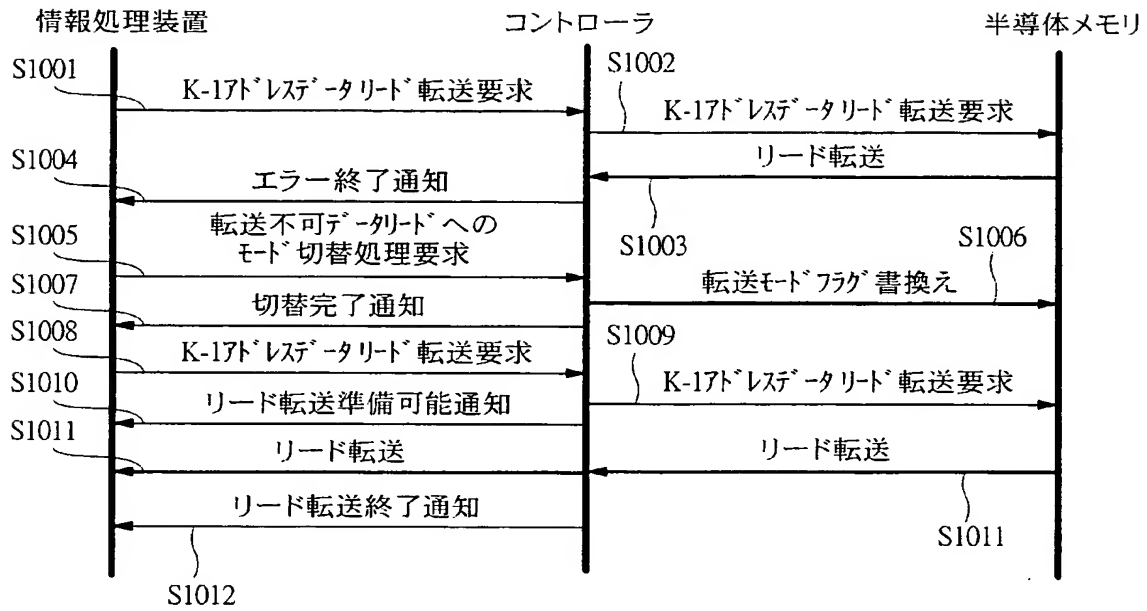 情報処理装置
コントローラ
半導体メモリ
S1001
K-1ｱﾄﾞﾚｽﾃﾞｰﾀﾘｰﾄﾞ転送要求
S1002
K-1ｱﾄﾞﾚｽﾃﾞｰﾀﾘｰﾄﾞ転送要求
S1004
エラー終了通知
リード転送
S1003
S1005
転送不可ﾃﾞｰﾀﾘｰﾄﾞへの
ﾓｰﾄﾞ切替処理要求
S1006
転送ﾓｰﾄﾞﾌﾗｸﾞ書換え
S1007
切替完了通知
S1008
K-1ｱﾄﾞﾚｽﾃﾞｰﾀﾘｰﾄﾞ転送要求
S1009
K-1ｱﾄﾞﾚｽﾃﾞｰﾀﾘｰﾄﾞ転送要求
S1010
リード転送準備可能通知
S1011
リード転送
リード転送
S1011
リード転送終了通知
S1012